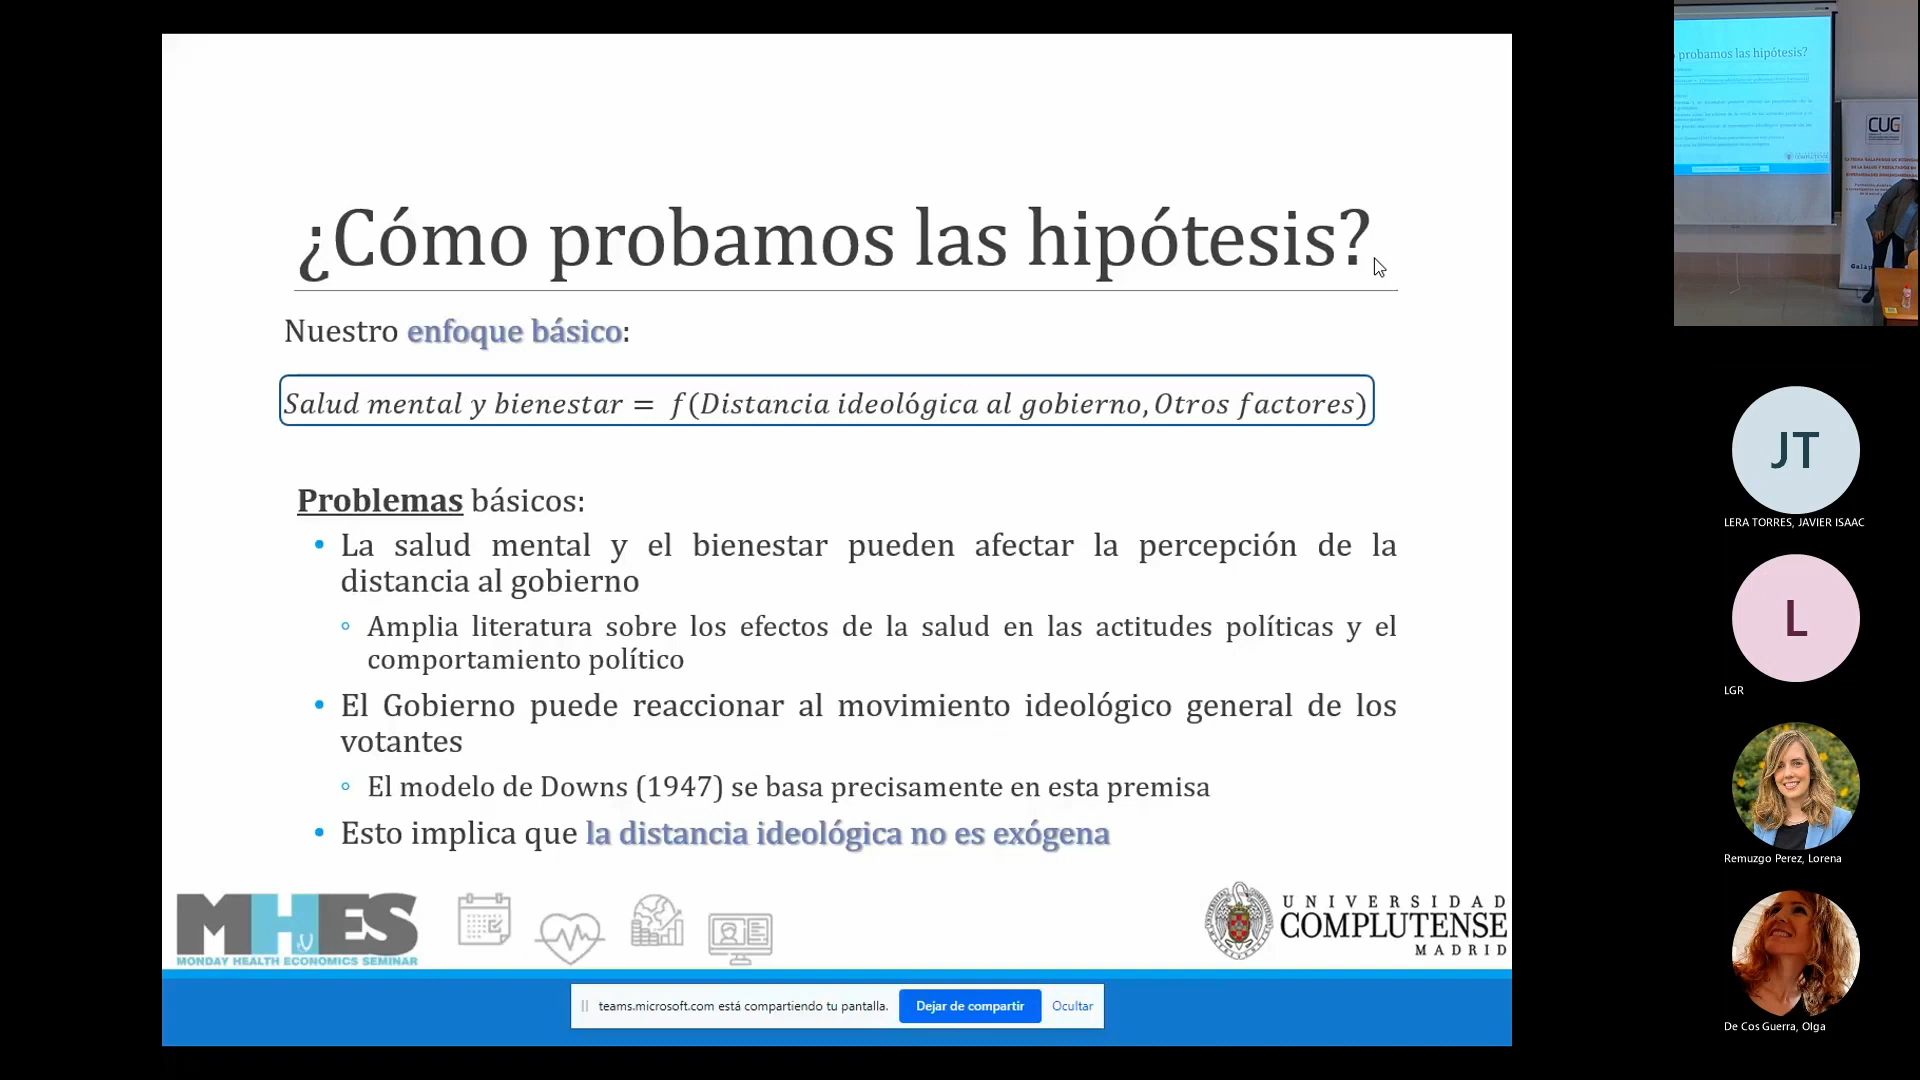 ¿Cómo probamos las hipótesis?
Nuestro enfoque básico:
Salud mental y bienestar = f(Distancia ideológica al gobierno, Otros factores)
Problemas básicos:
• La salud mental y el bienestar pueden afectar la percepción de la
distancia al gobierno
◦ Amplia literatura sobre los efectos de la salud en las actitudes políticas y el
comportamiento político
• El Gobierno puede reaccionar al movimiento ideológico general de los
votantes
◦ El modelo de Downs (1947) se basa precisamente en esta premisa
• Esto implica que la distancia ideológica no es exógena
MHES
MONDAY HEALTH ECONOMICS SEMINAR
UNIVERSIDAD
COMPLUTENSE
MADRID
teams.microsoft.com está compartiendo tu pantalla.
Dejar de compartir
Ocultar
probamos las hipótesis?
COMPLUTENSE
CUG
JT
LERA TORRES, JAVIER ISAAC
L
LGR
Remuzgo Perez, Lorena
De Cos Guerra, Olga